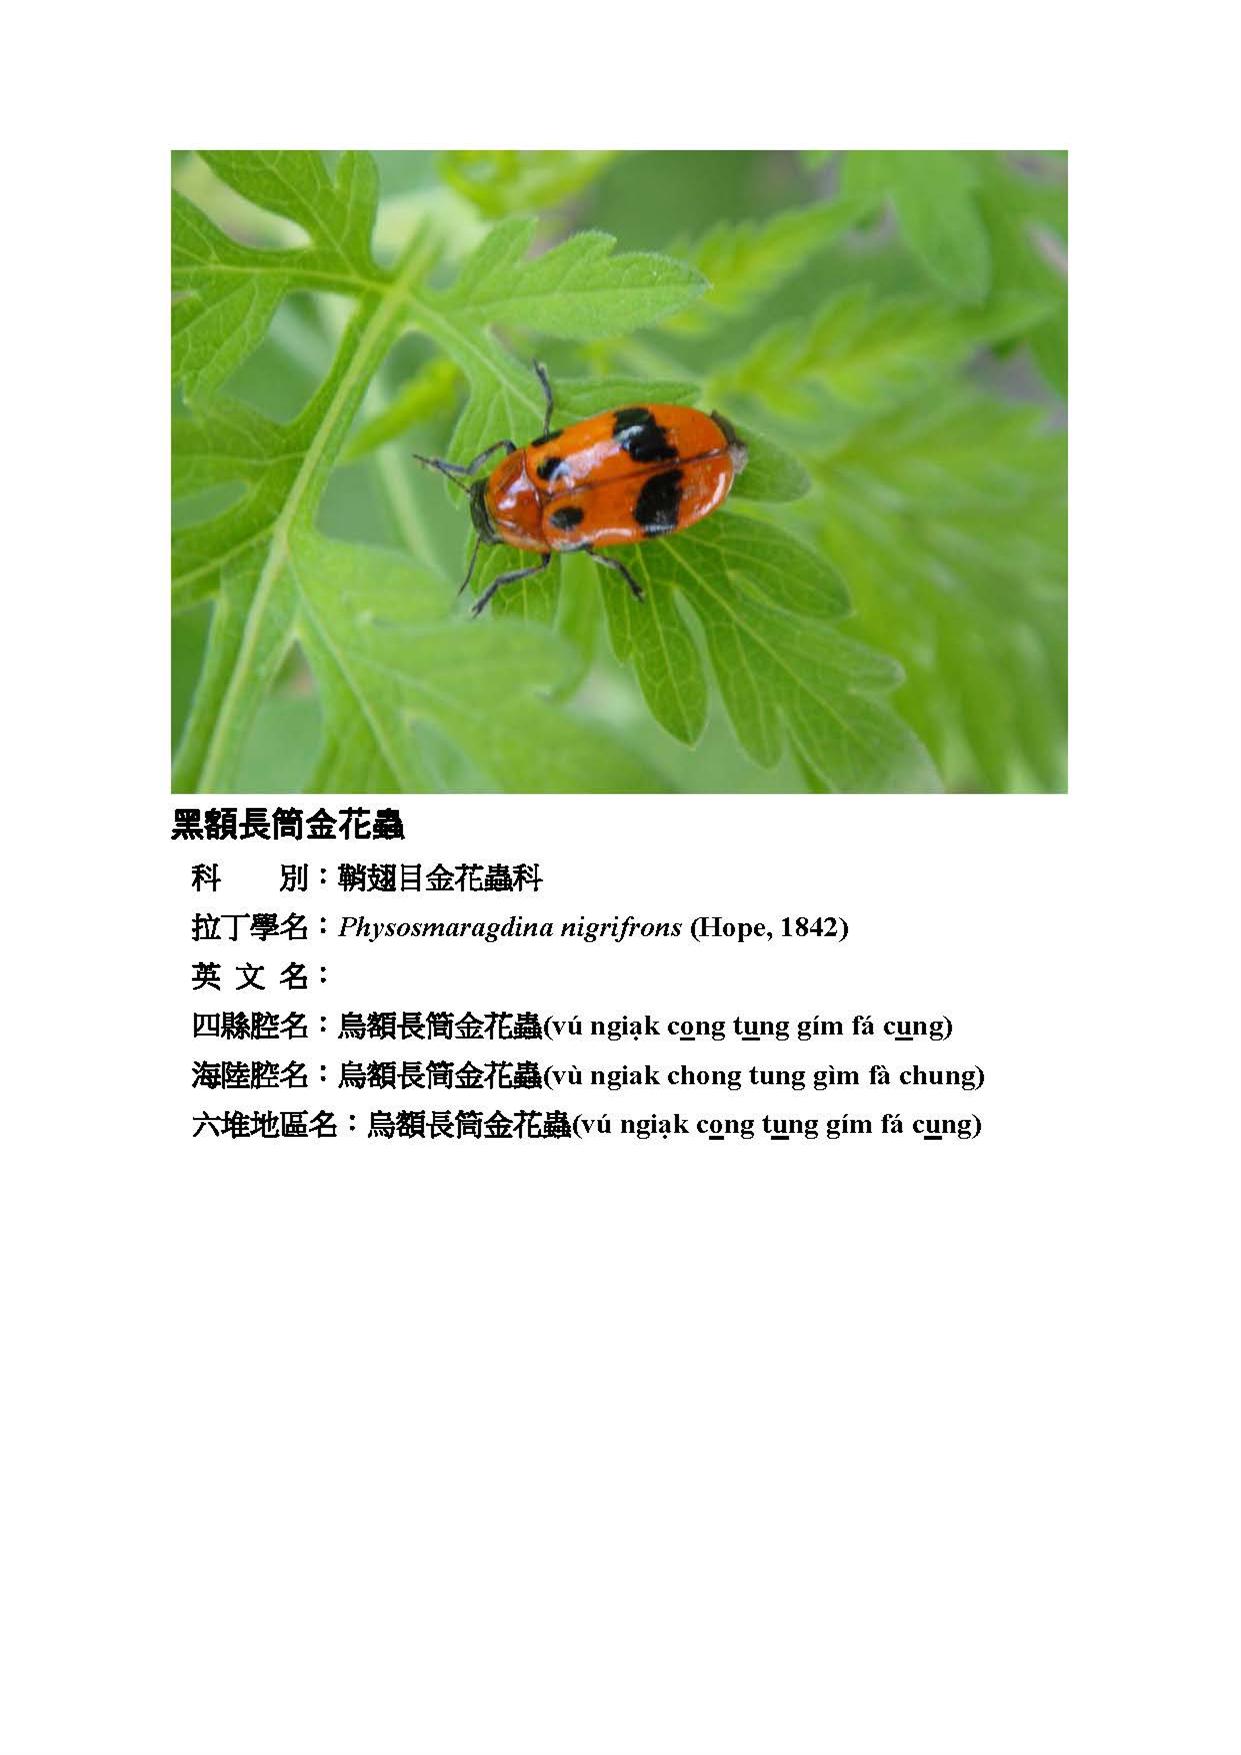 黑額長筒金花蟲
科　　別：鞘翅目金花蟲科
拉丁學名：Physosmaragdina nigrifrons (Hope, 1842)
英 文 名：
四縣腔名：烏額長筒金花蟲(vú ngia̠k co̲ng tu̲ng gím fá cu̲ng)
海陸腔名：烏額長筒金花蟲(vù ngiak chong tung gìm fà chung)
六堆地區名：烏額長筒金花蟲(vú ngiạk co̲ng tu̲ng gím fá cu̲ng)